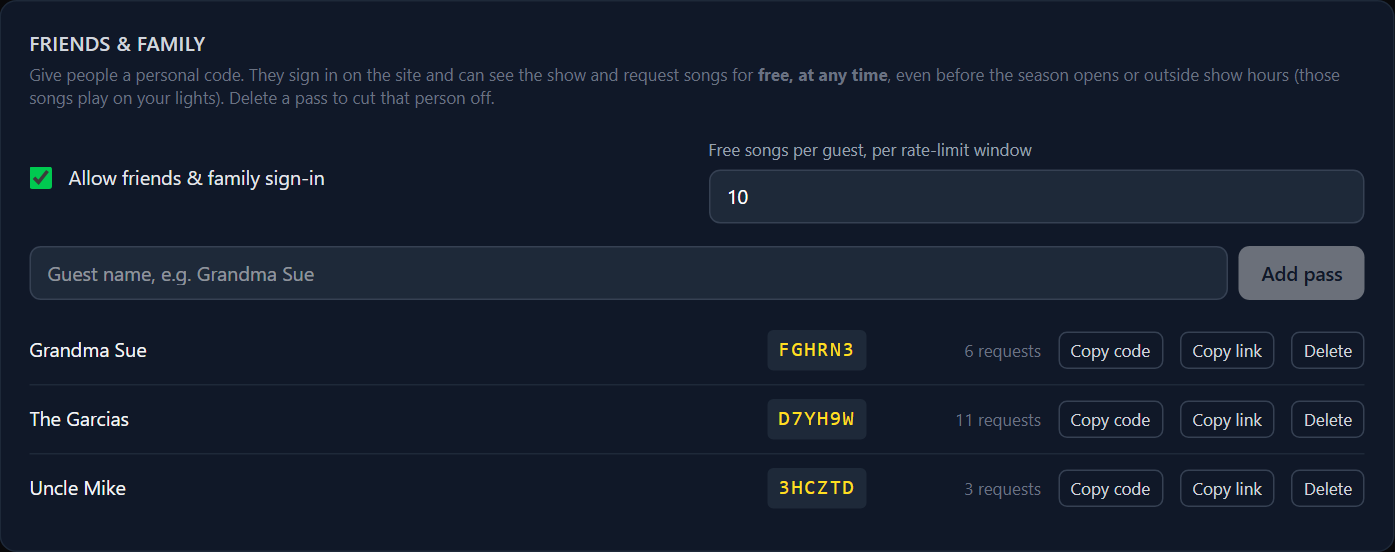 FRIENDS & FAMILY
Give people a personal code. They sign in on the site and can see the show and request songs for free, at any time, even before the season opens or outside show hours (those
songs play on your lights). Delete a pass to cut that person off.
Free songs per guest, per rate-limit window
Allow friends & family sign-in
10
Guest name, e.g. Grandma Sue
Add pass
Grandma Sue FGHRN3 6 requests Copy code Copy link Delete
The Garcias D7YH9W 11 requests Copy code Copy link Delete
Uncle Mike 3HCZTD 3 requests Copy code Copy link Delete